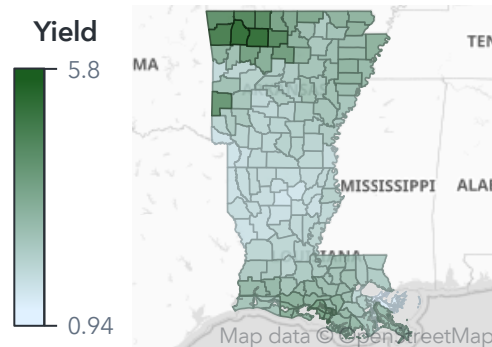 Yield
5.8
0.94
MA
TEN
MISSISSIPPI
ALA
Map data © OpenStreetMap